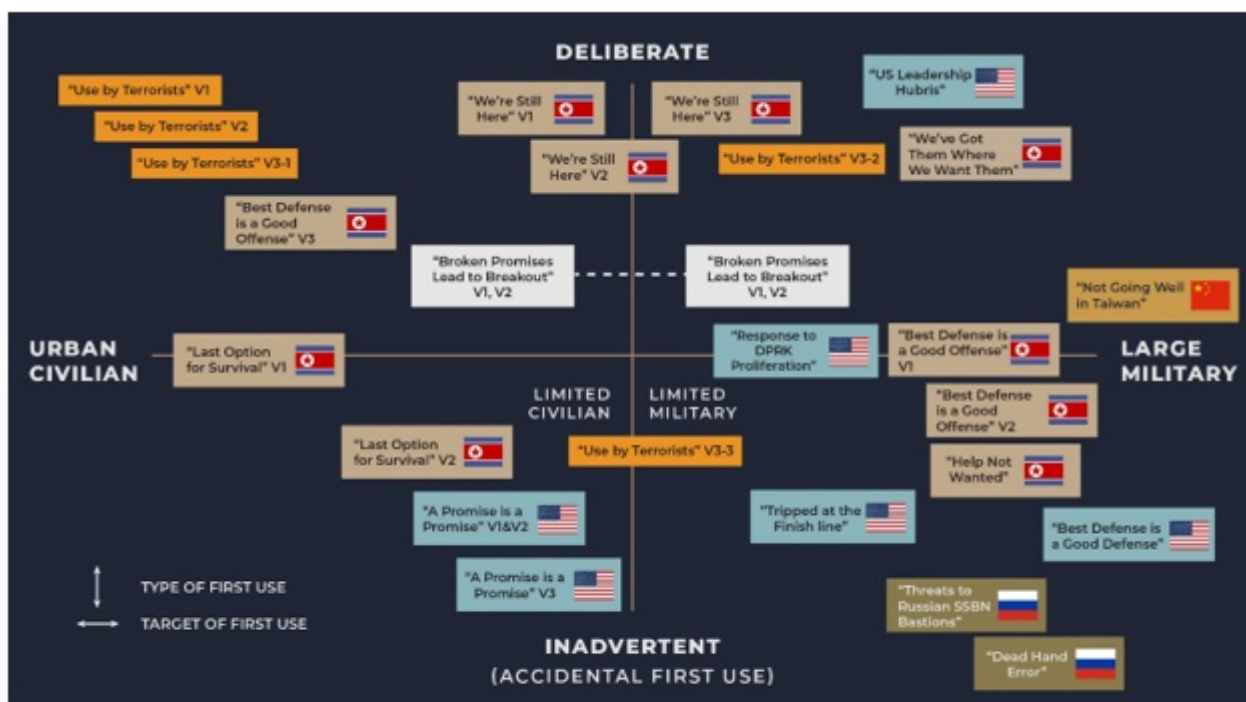 DELIBERATE
"US Leadership
Hubris"
"Use by Terrorists" V1
"We're Still
Here" V1
"We're Still
Here" V3
"Use by Terrorists" V2
"We've Got
Them Where
We Want Them"
"Use by Terrorists" V3-1
"We're Still
Here" V2
"Use by Terrorists" V3-2
"Best Defense
is a Good
Offense" V3
"Broken Promises
Lead to Breakout"
V1, V2
"Broken Promises
Lead to Breakout"
V1, V2
"Not Going Well
in Taiwan"
URBAN
CIVILIAN
"Last Option
for Survival" V1
"Response to
DPRK
Proliferation"
"Best Defense is
a Good Offense"
V1
LARGE
MILITARY
LIMITED
CIVILIAN
LIMITED
MILITARY
"Best Defense
is a Good
Offense" V2
"Last Option
for Survival" V2
"Use by Terrorists" V3-3
"Help Not
Wanted"
"A Promise is a
Promise" V1&V2
"Tripped at the
Finish line"
"Best Defense is
a Good Defense"
"A Promise is a
Promise" V3
TYPE OF FIRST USE
TARGET OF FIRST USE
"Threats to
Russian SSBN
Bastions"
INADVERTENT
(ACCIDENTAL FIRST USE)
"Dead Hand
Error"